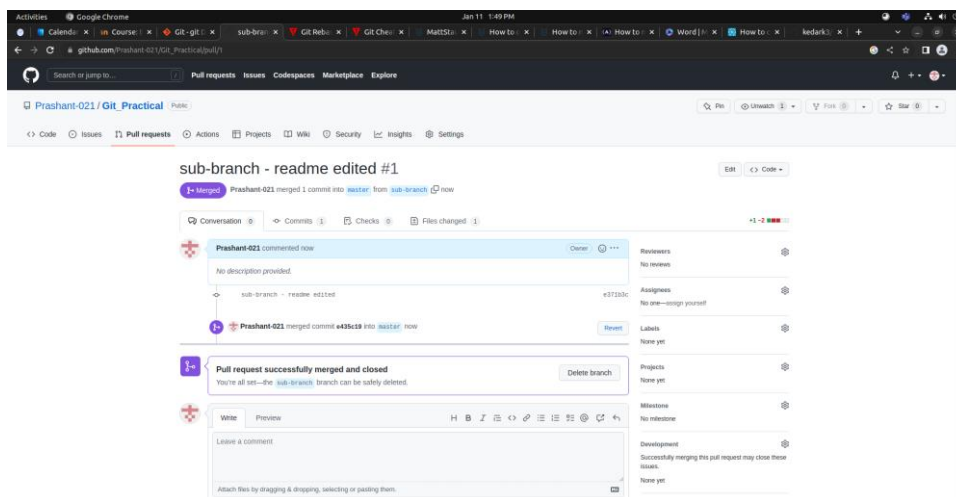 Activities Google Chrome Jan 11 1:49 PM
Calendar Course: Git - git sub-bran Git Rebe Git Cheat MattSta How to How to (A) How to Word | M How to kedark
github.com/Prashant-021/Git_Practical/pull/1
Search or jump to... / Pull requests Issues Codespaces Marketplace Explore
Prashant-021 / Git_Practical Public Pin Unwatch 1 Fork 0 Star 0
Code Issues Pull requests Actions Projects Wiki Security Insights Settings
sub-branch - readme edited #1 Edit Code
Merged Prashant-021 merged 1 commit into master from sub-branch now
Conversation 0 Commits 1 Checks 0 Files changed 1 +1 −2
Prashant-021 commented now Owner ...
No description provided.
sub-branch - readme edited e371b3c
Prashant-021 merged commit e435c19 into master now Revert
Pull request successfully merged and closed
You're all set—the sub-branch branch can be safely deleted.
Delete branch
Write Preview
Leave a comment
Attach files by dragging & dropping, selecting or pasting them.
Reviewers
No reviews
Assignees
No one—assign yourself
Labels
None yet
Projects
None yet
Milestone
No milestone
Development
Successfully merging this pull request may close these
issues.
None yet